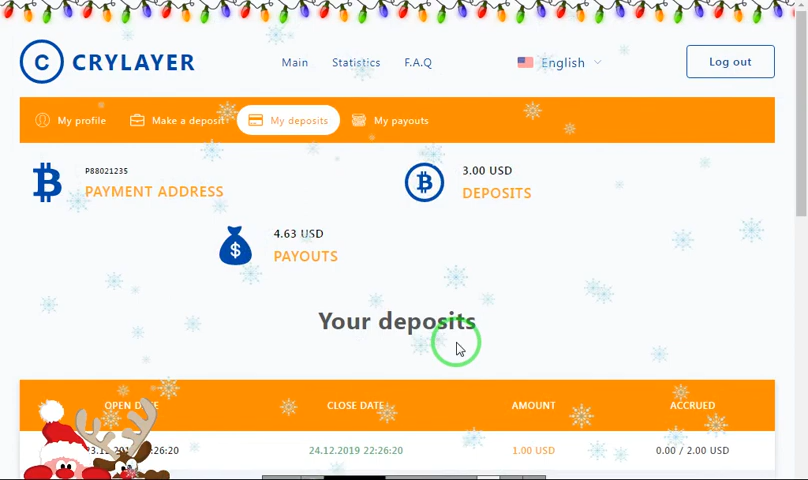 C CRYLAYER
Main
Statistics
F.A.Q
English
Log out
My profile
Make a deposit
My deposits
My payouts
P88021235
PAYMENT ADDRESS
3.00 USD
DEPOSITS
4.63 USD
PAYOUTS
Your deposits
OPEN DATE
CLOSE DATE
AMOUNT
ACCRUED
24.12.2019 22:26:20
1.00 USD
0.00 / 2.00 USD